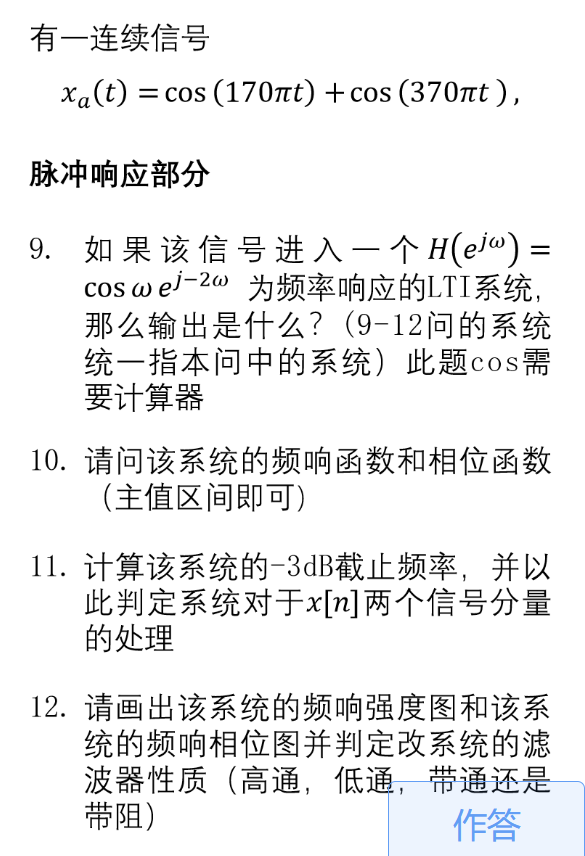 有一连续信号
xₐ(t) = cos (170πt) + cos (370πt ) ,
脉冲响应部分
9. 如果该信号进入一个 H(e^{jω}) =
cos ω e^{j−2ω} 为频率响应的LTI系统,
那么输出是什么?(9-12问的系统
统一指本问中的系统)此题cos需
要计算器
10. 请问该系统的频响函数和相位函数
(主值区间即可)
11. 计算该系统的-3dB截止频率, 并以
此判定系统对于x[n]两个信号分量
的处理
12. 请画出该系统的频响强度图和该系
统的频响相位图并判定改系统的滤
波器性质(高通, 低通, 带通还是
带阻)
作答